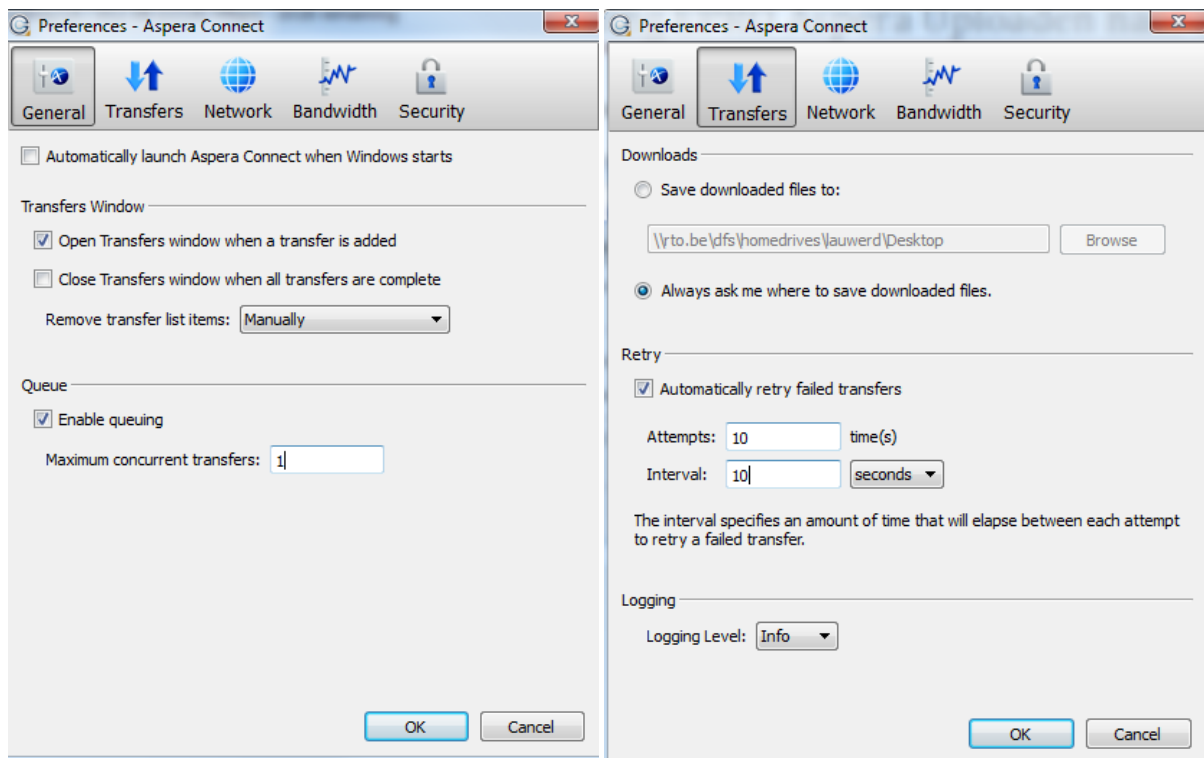 Preferences - Aspera Connect
General Transfers Network Bandwidth Security
Automatically launch Aspera Connect when Windows starts
Transfers Window
Open Transfers window when a transfer is added
Close Transfers window when all transfers are complete
Remove transfer list items: Manually
Queue
Enable queuing
Maximum concurrent transfers: 1
OK Cancel
Preferences - Aspera Connect
General Transfers Network Bandwidth Security
Downloads
Save downloaded files to:
\\rto.be\dfs\homedrives\lauwerd\Desktop Browse
Always ask me where to save downloaded files.
Retry
Automatically retry failed transfers
Attempts: 10 time(s)
Interval: 10 seconds
The interval specifies an amount of time that will elapse between each attempt
to retry a failed transfer.
Logging
Logging Level: Info
OK Cancel